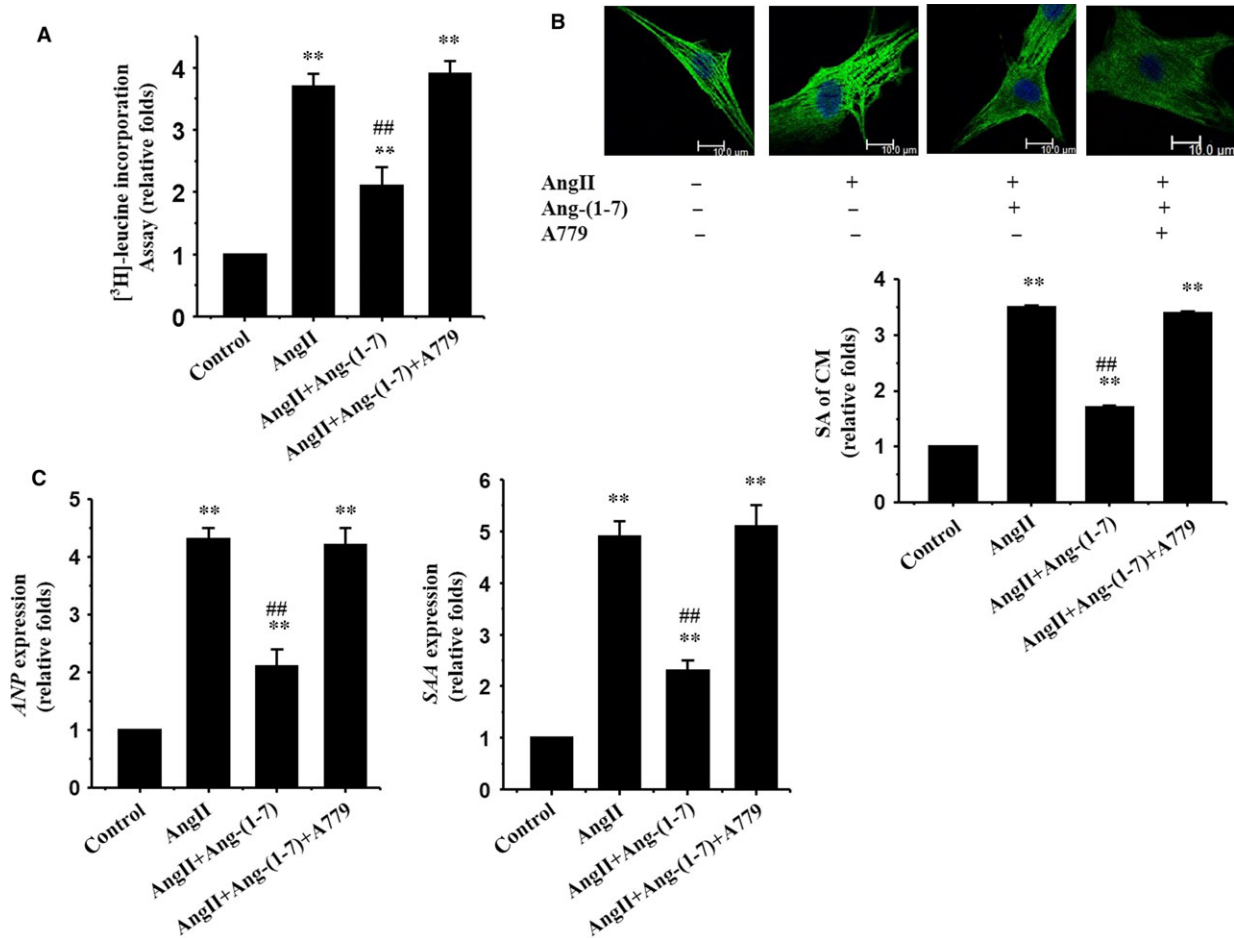 A
[³H]-leucine incorporation
Assay (relative folds)
4
3
2
1
0
**
##
**
**
Control
AngII
AngII+Ang-(1-7)
AngII+Ang-(1-7)+A779
B
10.0 µm
10.0 µm
10.0 µm
10.0 µm
AngII – + + +
Ang-(1-7) – – + +
A779 – – – +
SA of CM
(relative folds)
4
3
2
1
0
**
##
**
**
Control
AngII
AngII+Ang-(1-7)
AngII+Ang-(1-7)+A779
C
ANP expression
(relative folds)
5
4
3
2
1
0
**
##
**
**
Control
AngII
AngII+Ang-(1-7)
AngII+Ang-(1-7)+A779
SAA expression
(relative folds)
6
5
4
3
2
1
0
**
##
**
**
Control
AngII
AngII+Ang-(1-7)
AngII+Ang-(1-7)+A779